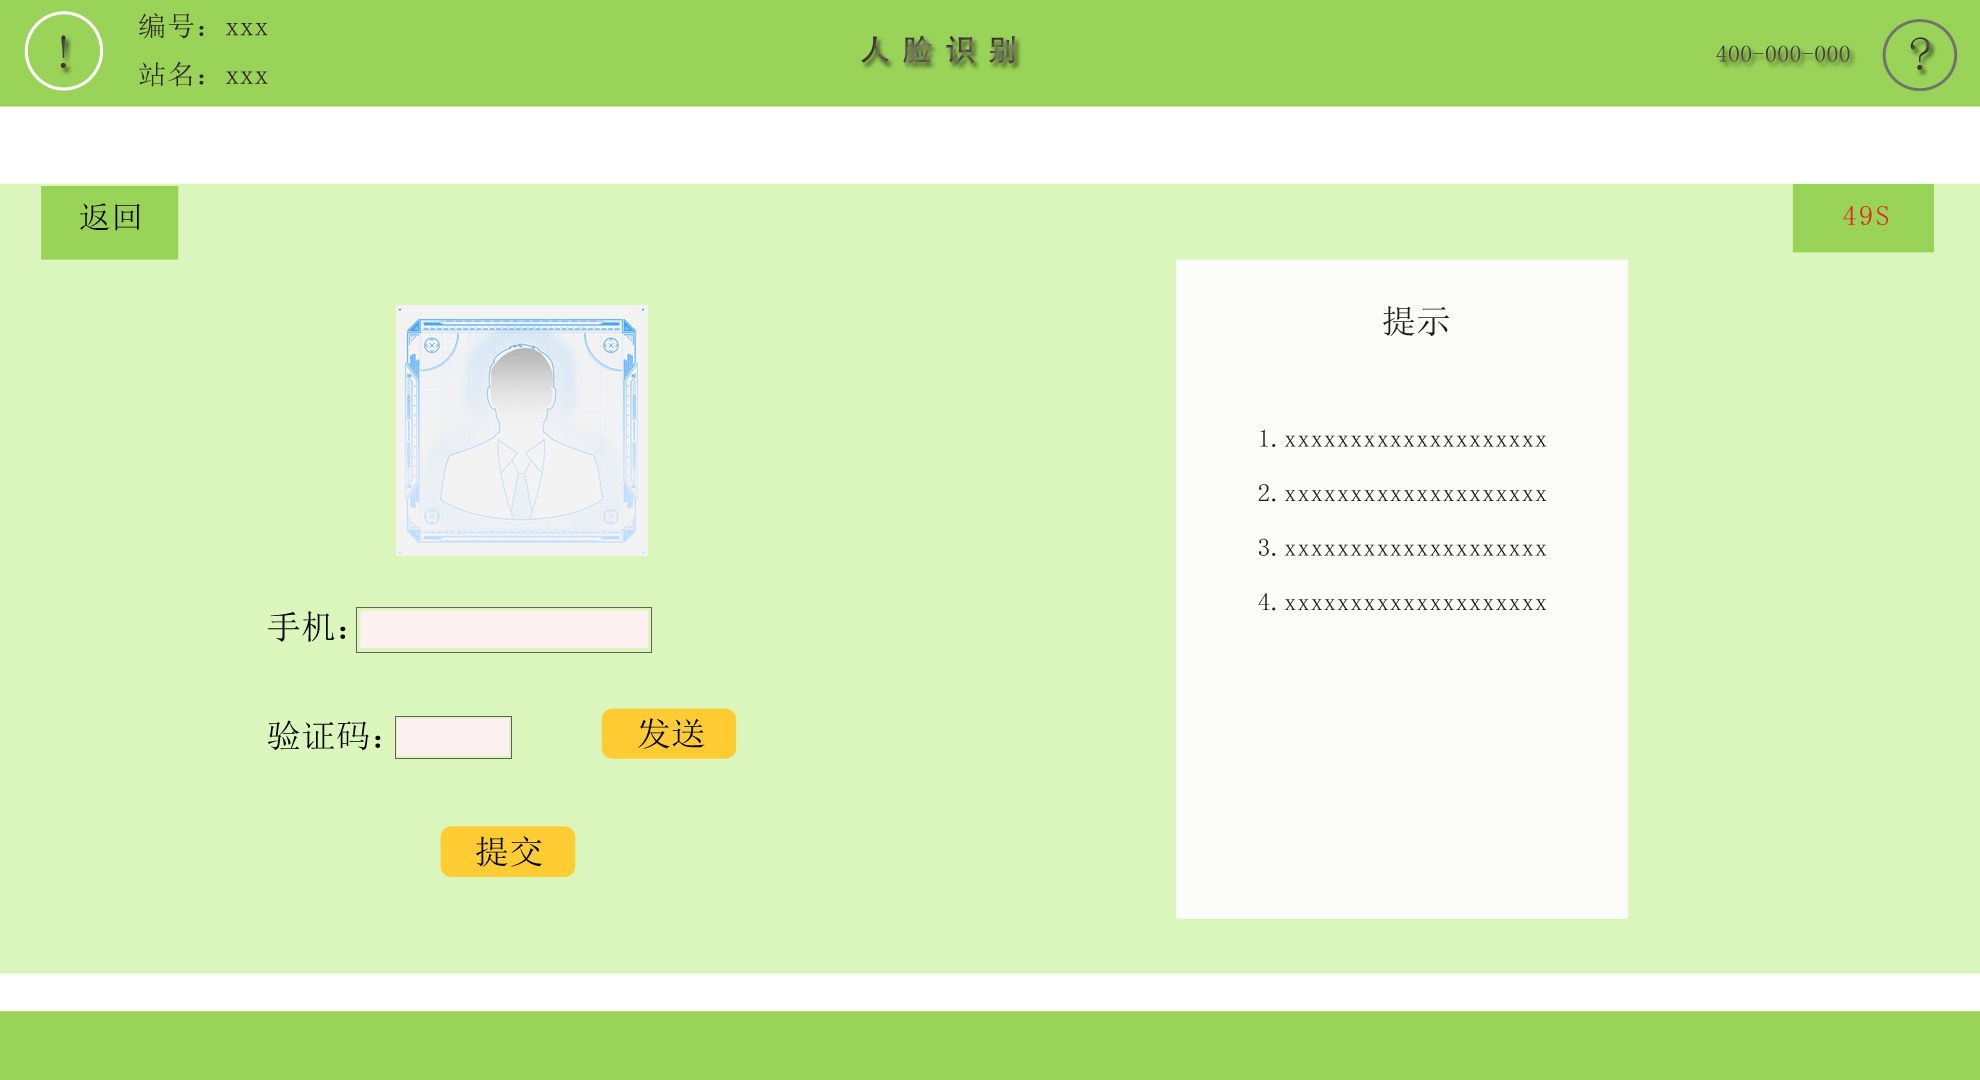 !
编号：xxx
站名：xxx
人脸识别
400-000-000
?
返回
49S
手机：
验证码：
发送
提交
提示
1.xxxxxxxxxxxxxxxxxxxx
2.xxxxxxxxxxxxxxxxxxxx
3.xxxxxxxxxxxxxxxxxxxx
4.xxxxxxxxxxxxxxxxxxxx